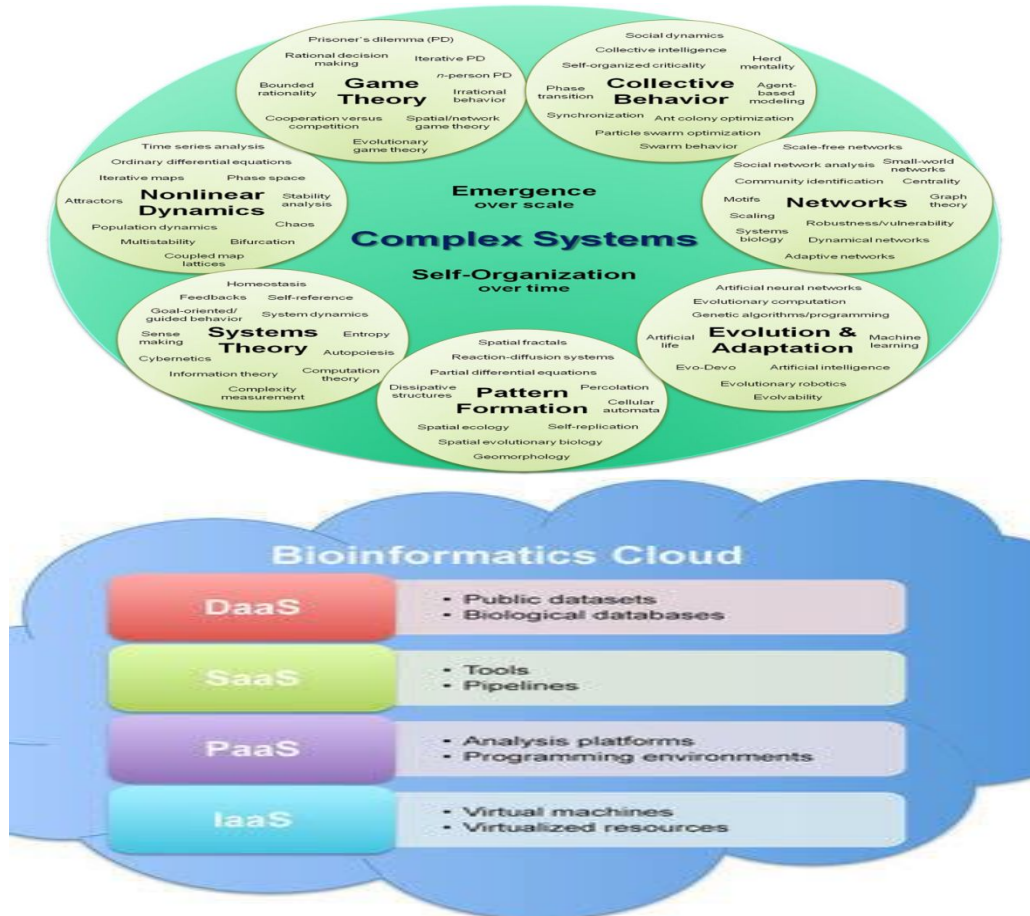 Prisoner's dilemma (PD)
Rational decision making
Iterative PD
n-person PD
Bounded rationality
Game Theory
Irrational behavior
Cooperation versus competition
Spatial/network game theory
Evolutionary game theory
Social dynamics
Collective intelligence
Self-organized criticality
Herd mentality
Phase transition
Collective Behavior
Agent-based modeling
Synchronization
Ant colony optimization
Particle swarm optimization
Swarm behavior
Time series analysis
Ordinary differential equations
Iterative maps
Phase space
Attractors
Nonlinear Dynamics
Stability analysis
Population dynamics
Chaos
Multistability
Bifurcation
Coupled map lattices
Emergence
over scale
Complex Systems
Self-Organization
over time
Scale-free networks
Social network analysis
Small-world networks
Community identification
Centrality
Motifs
Networks
Graph theory
Scaling
Robustness/vulnerability
Systems biology
Dynamical networks
Adaptive networks
Homeostasis
Feedbacks
Self-reference
Goal-oriented/guided behavior
System dynamics
Sense making
Systems Theory
Entropy
Cybernetics
Autopoiesis
Information theory
Computation theory
Complexity measurement
Spatial fractals
Reaction-diffusion systems
Partial differential equations
Dissipative structures
Pattern Formation
Percolation
Cellular automata
Spatial ecology
Self-replication
Spatial evolutionary biology
Geomorphology
Artificial neural networks
Evolutionary computation
Genetic algorithms/programming
Artificial life
Evolution & Adaptation
Machine learning
Evo-Devo
Artificial intelligence
Evolutionary robotics
Evolvability
Bioinformatics Cloud
DaaS
• Public datasets
• Biological databases
SaaS
• Tools
• Pipelines
PaaS
• Analysis platforms
• Programming environments
IaaS
• Virtual machines
• Virtualized resources